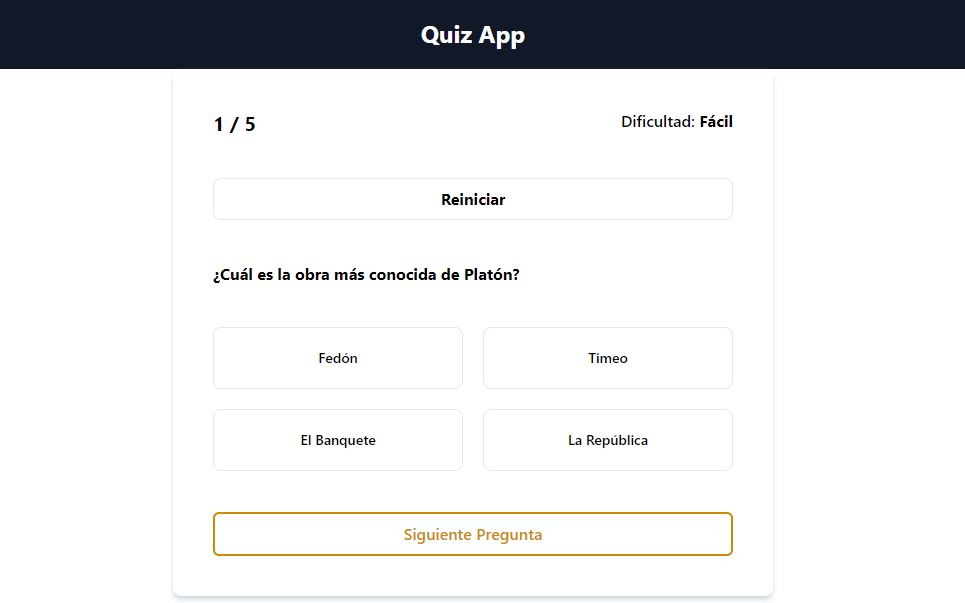 Quiz App
1 / 5
Dificultad: Fácil
Reiniciar
¿Cuál es la obra más conocida de Platón?
Fedón
Timeo
El Banquete
La República
Siguiente Pregunta